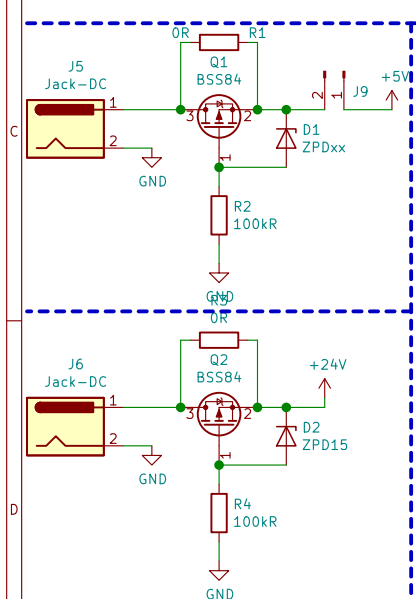 0R R1
J5
Jack-DC
Q1
BSS84
+5V
J9
1
3 2
2 1
C
2
D1
ZPDxx
GND
1
R2
100kR
GND
R3
0R
J6
Jack-DC
Q2
BSS84
+24V
1
3 2
2
D2
ZPD15
GND
1
R4
100kR
D
GND